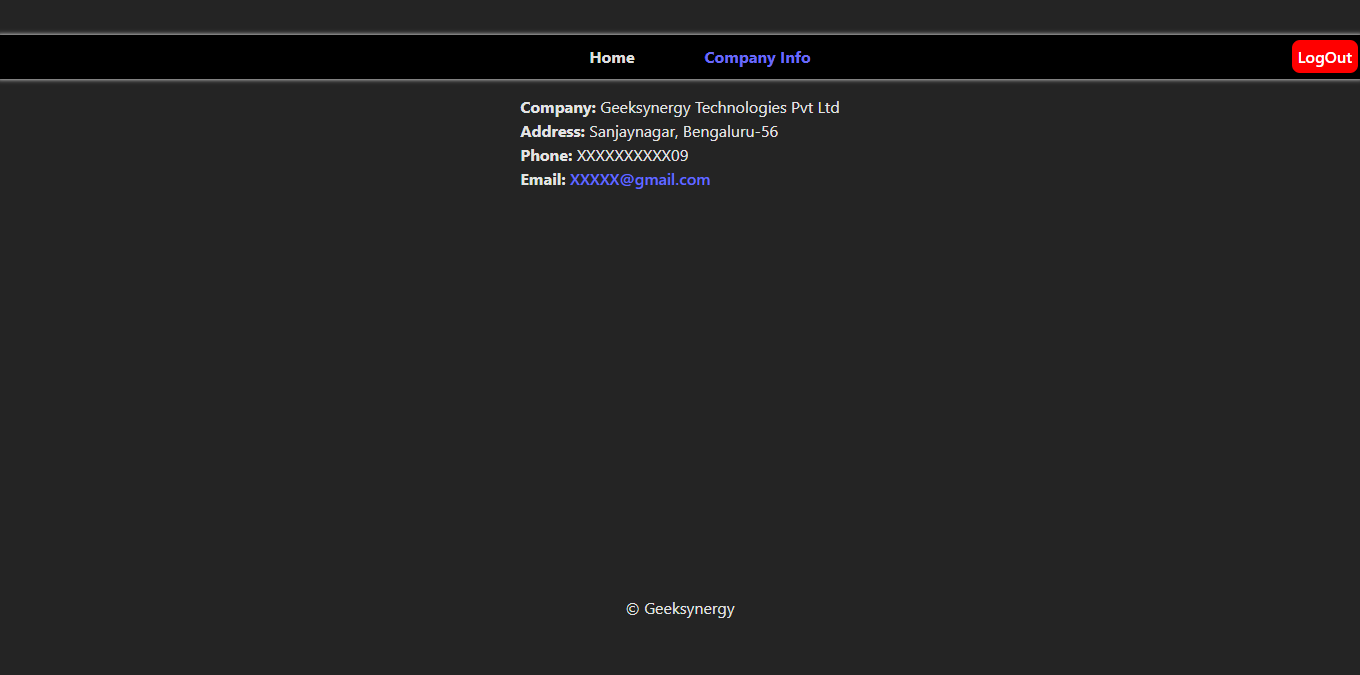 Home Company Info LogOut
Company: Geeksynergy Technologies Pvt Ltd
Address: Sanjaynagar, Bengaluru-56
Phone: XXXXXXXXXX09
Email: XXXXX@gmail.com
© Geeksynergy